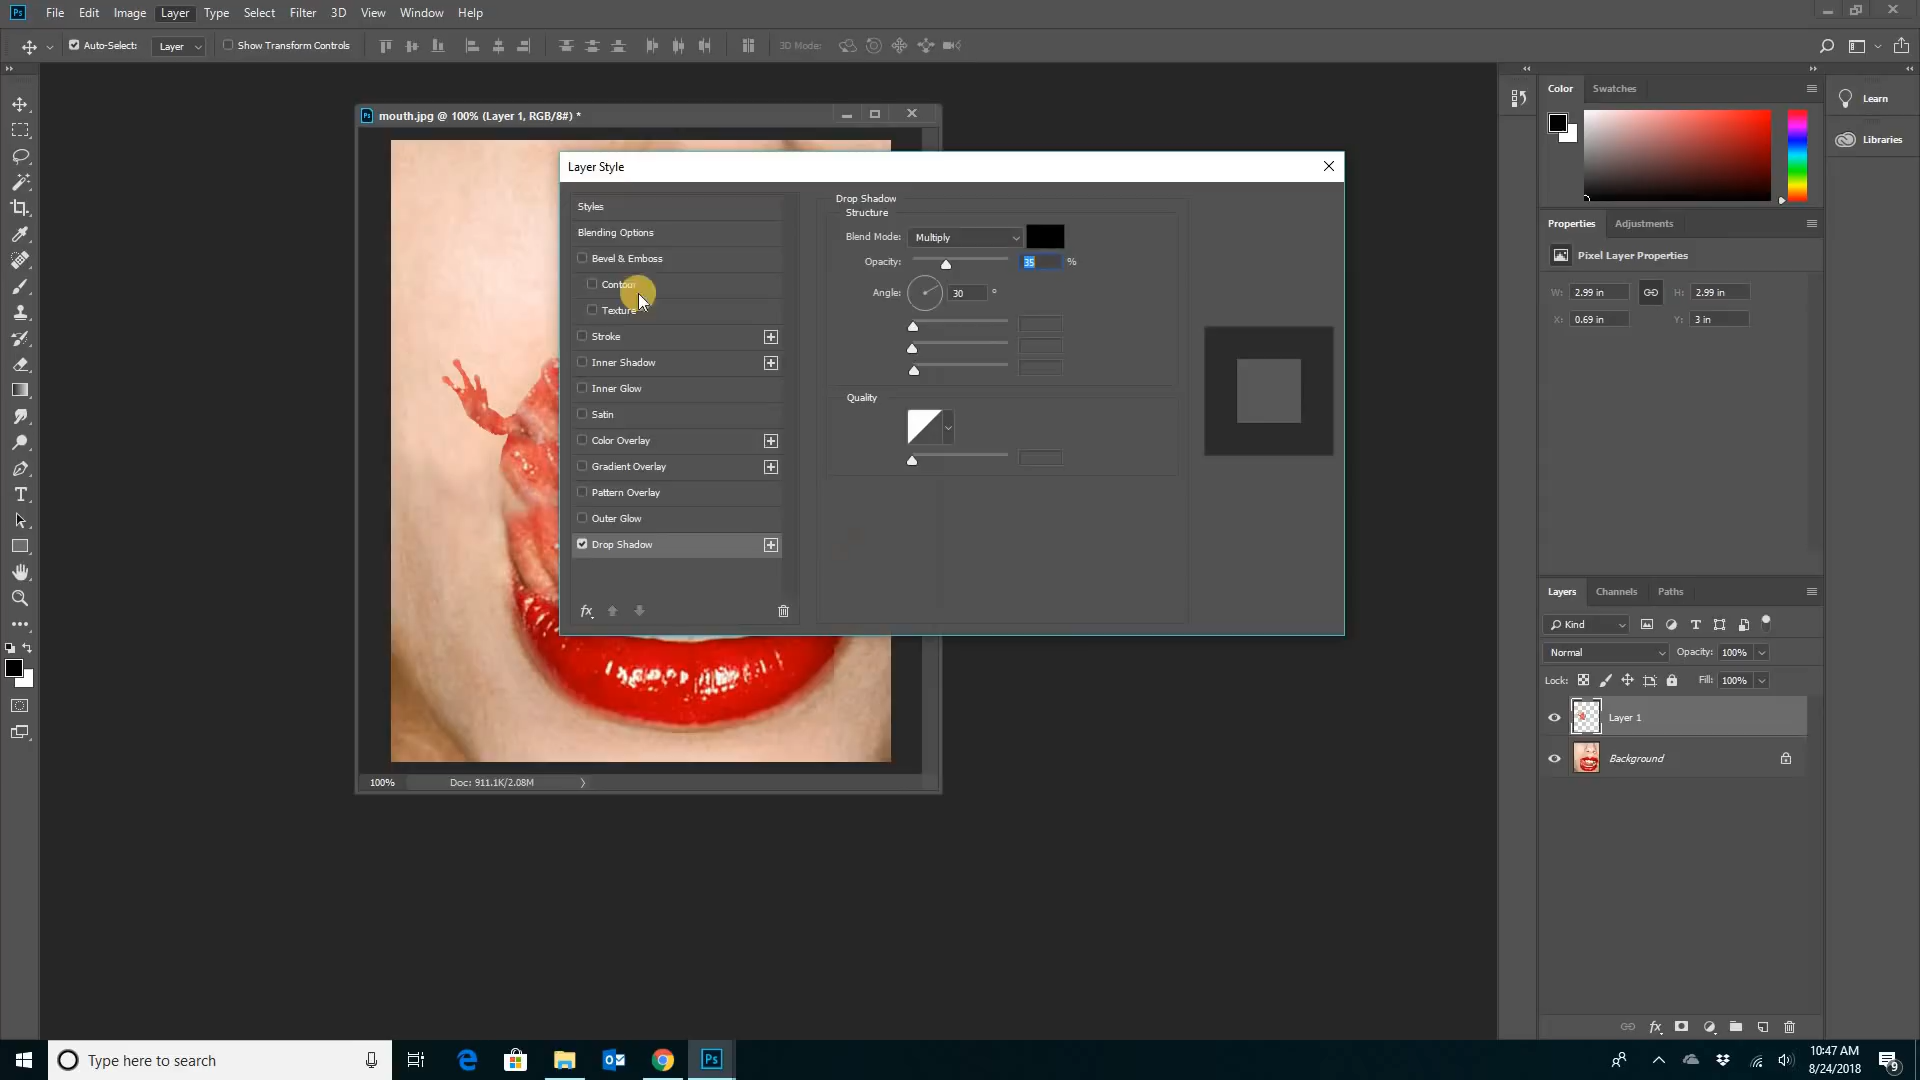 Ps File Edit Image Layer Type Select Filter 3D View Window Help
Auto-Select: Layer Show Transform Controls 3D Mode:
mouth.jpg @ 100% (Layer 1, RGB/8#) *
Layer Style
Styles
Blending Options
Bevel & Emboss
Contour
Texture
Stroke
Inner Shadow
Inner Glow
Satin
Color Overlay
Gradient Overlay
Pattern Overlay
Outer Glow
Drop Shadow
fx
Drop Shadow
Structure
Blend Mode: Multiply
Opacity: 35 %
Angle: 30 °
Quality
100% Doc: 911.1K/2.08M
Color Swatches
Learn
Libraries
Properties Adjustments
Pixel Layer Properties
W: 2.99 in H: 2.99 in
X: 0.69 in Y: 3 in
Layers Channels Paths
Kind
Normal Opacity: 100%
Lock: Fill: 100%
Layer 1
Background
fx
Type here to search
Ps
10:47 AM
8/24/2018
9